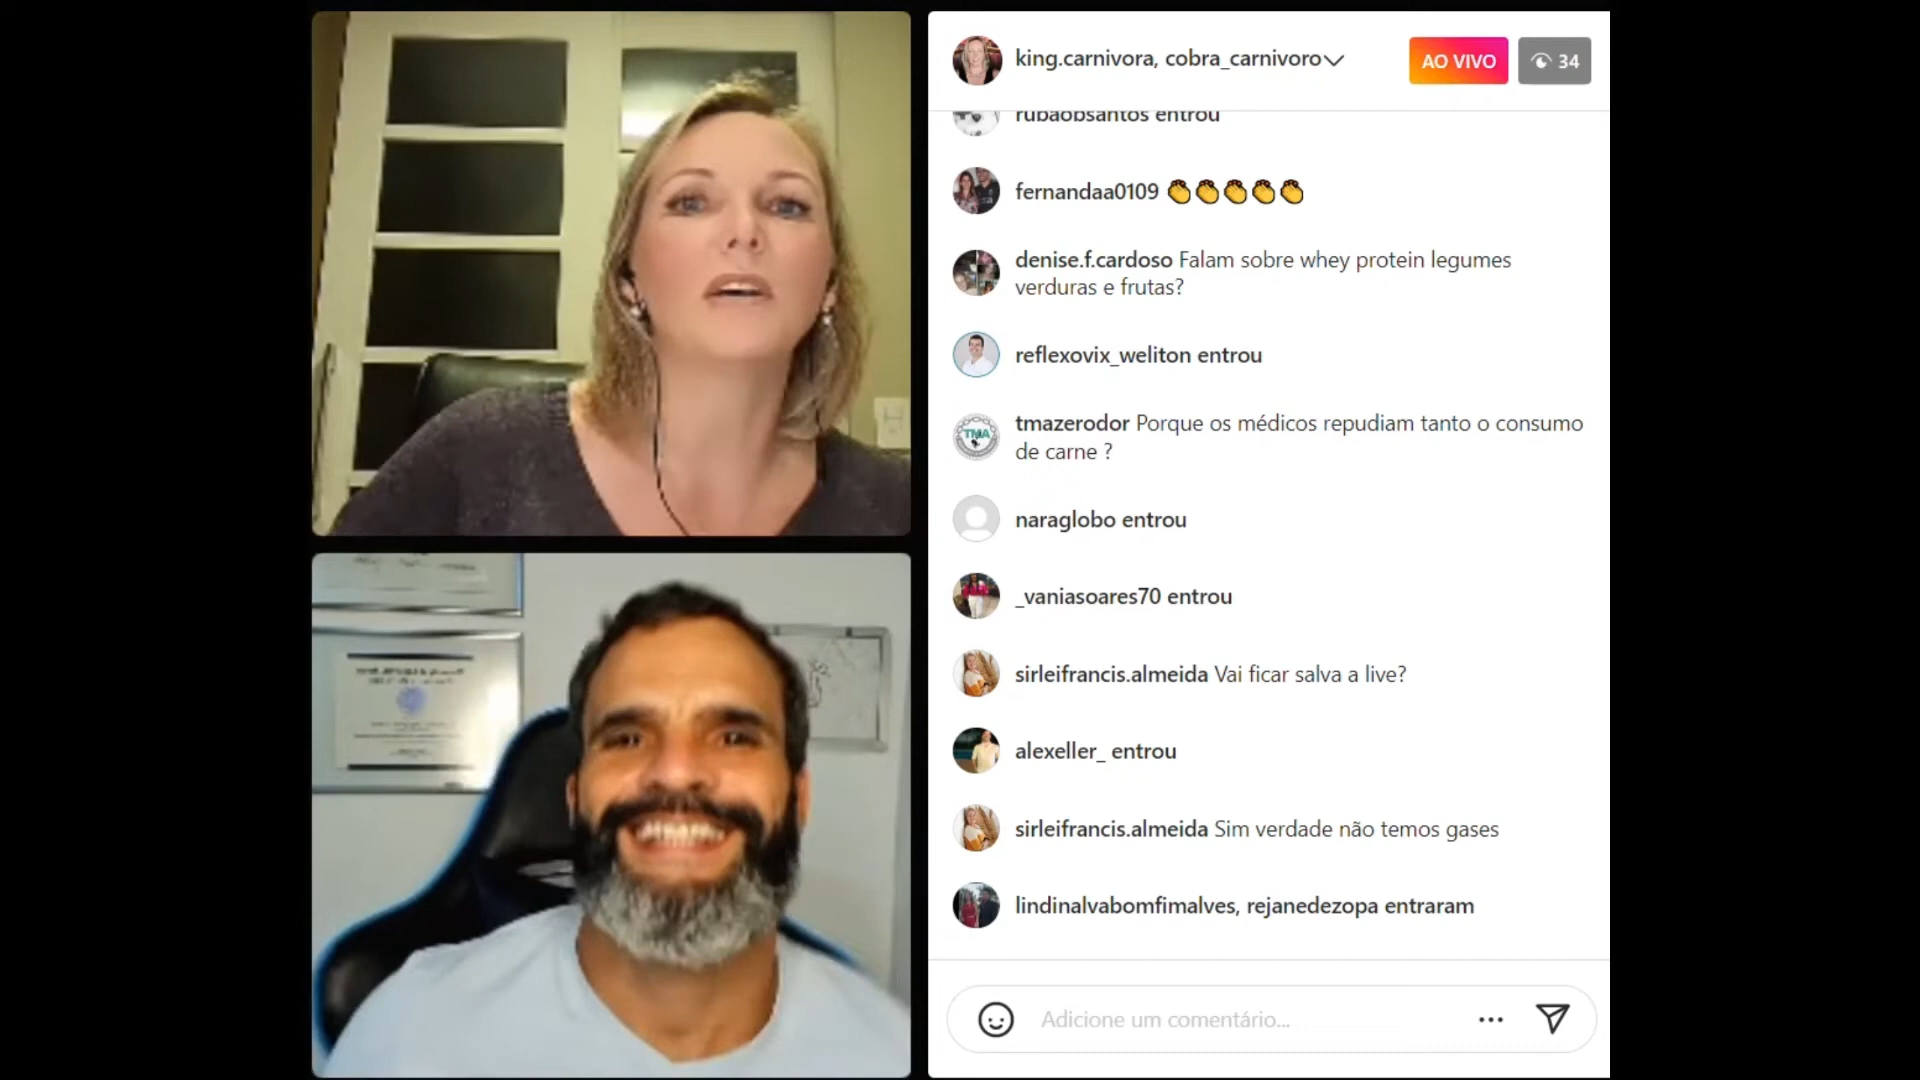 king.carnivora, cobra_carnivoro
AO VIVO
34
rubaobsantos entrou
fernandaa0109 👏👏👏👏👏
denise.f.cardoso Falam sobre whey protein legumes
verduras e frutas?
reflexovix_weliton entrou
tmazerodor Porque os médicos repudiam tanto o consumo
de carne ?
TMA
naraglobo entrou
_vaniasoares70 entrou
sirleifrancis.almeida Vai ficar salva a live?
alexeller_ entrou
sirleifrancis.almeida Sim verdade não temos gases
lindinalvabomfimalves, rejanedezopa entraram
Adicione um comentário...